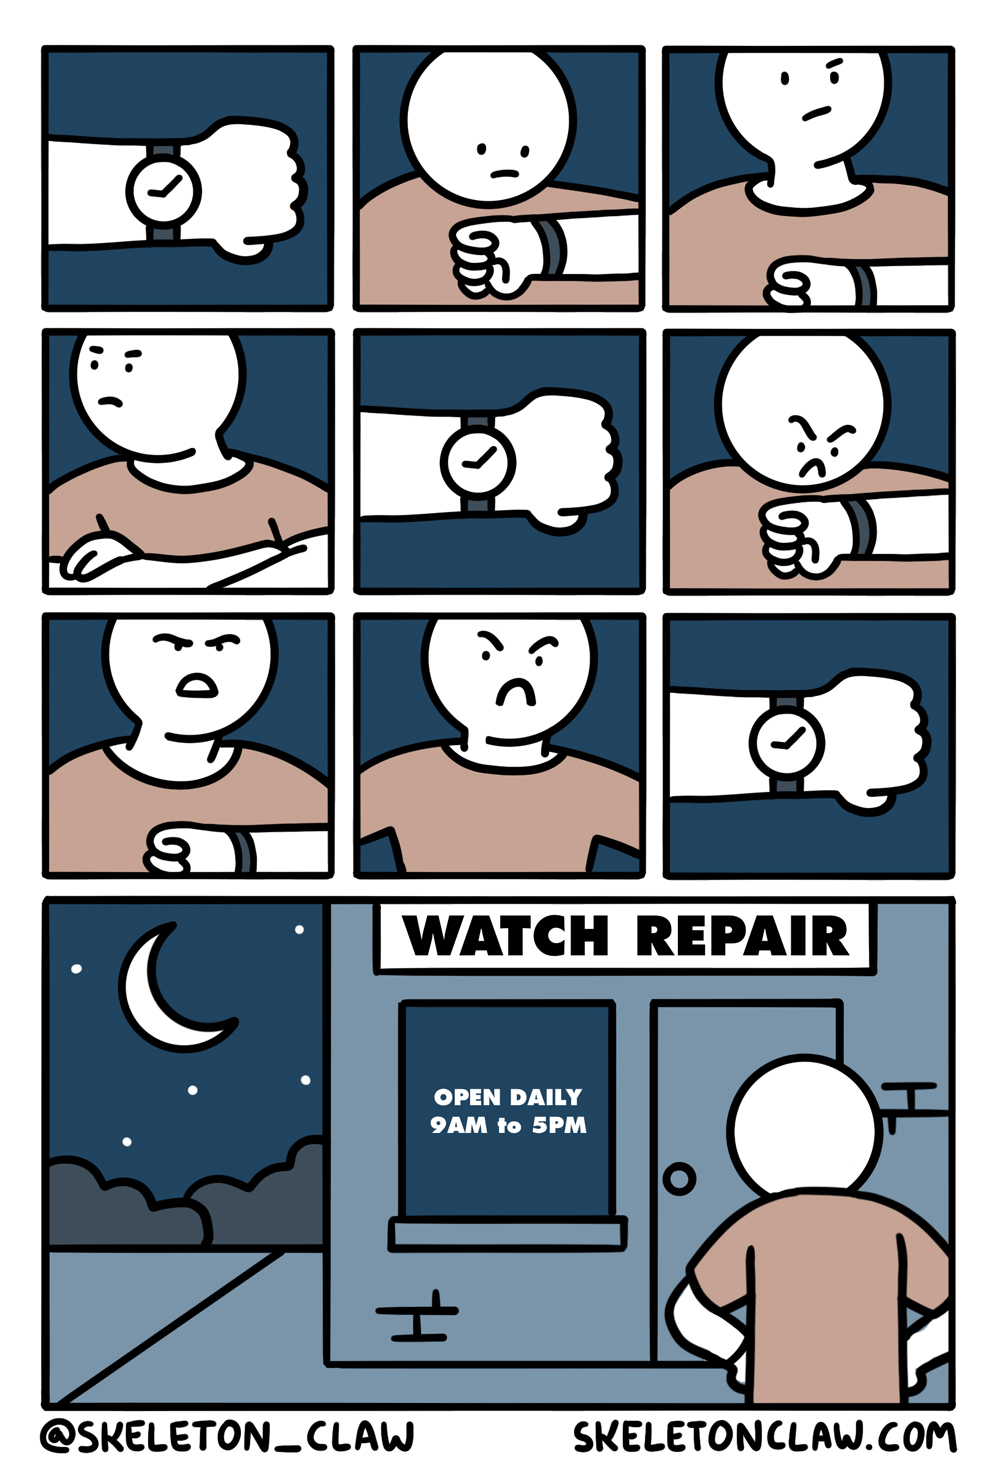 WATCH REPAIR
OPEN DAILY
9AM to 5PM
@SKELETON_CLAW
SKELETONCLAW.COM